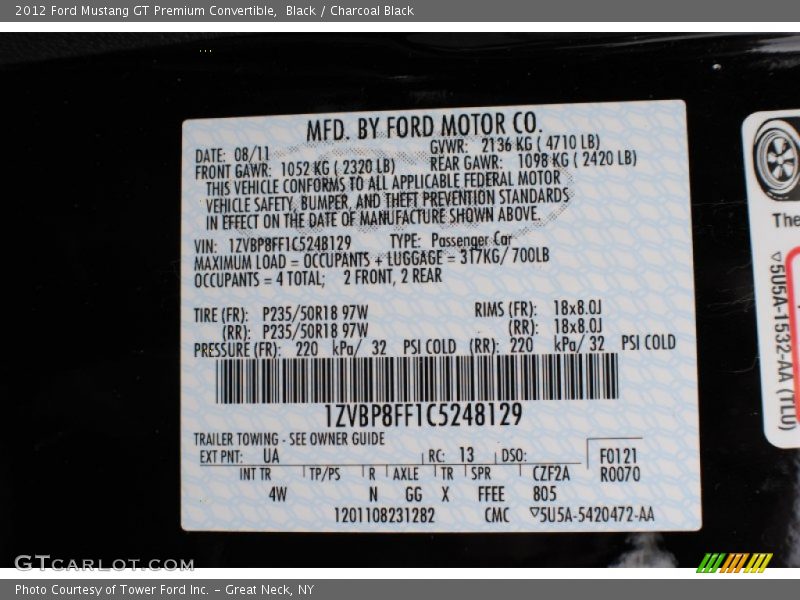 2012 Ford Mustang GT Premium Convertible, Black / Charcoal Black
MFD. BY FORD MOTOR CO.
DATE: 08/11 GVWR: 2136 KG ( 4710 LB)
FRONT GAWR: 1052 KG ( 2320 LB) REAR GAWR: 1098 KG ( 2420 LB)
THIS VEHICLE CONFORMS TO ALL APPLICABLE FEDERAL MOTOR
VEHICLE SAFETY, BUMPER, AND THEFT PREVENTION STANDARDS
IN EFFECT ON THE DATE OF MANUFACTURE SHOWN ABOVE.
VIN: 1ZVBP8FF1C5248129 TYPE: Passenger Car
MAXIMUM LOAD = OCCUPANTS + LUGGAGE = 317KG/ 700LB
OCCUPANTS = 4 TOTAL; 2 FRONT, 2 REAR
TIRE (FR): P235/50R18 97W RIMS (FR): 18x8.0J
(RR): P235/50R18 97W (RR): 18x8.0J
PRESSURE (FR): 220 kPa/ 32 PSI COLD (RR): 220 kPa/ 32 PSI COLD
1ZVBP8FF1C5248129
TRAILER TOWING - SEE OWNER GUIDE
EXT PNT: UA RC: 13 DSO: F0121
INT TR TP/PS R AXLE TR SPR CZF2A R0070
4W N GG X FFEE 805
1201108231282 CMC ▽5U5A-5420472-AA
The
▽5U5A-1532-AA (TLU)
GTCARLOT.COM
Photo Courtesy of Tower Ford Inc. - Great Neck, NY